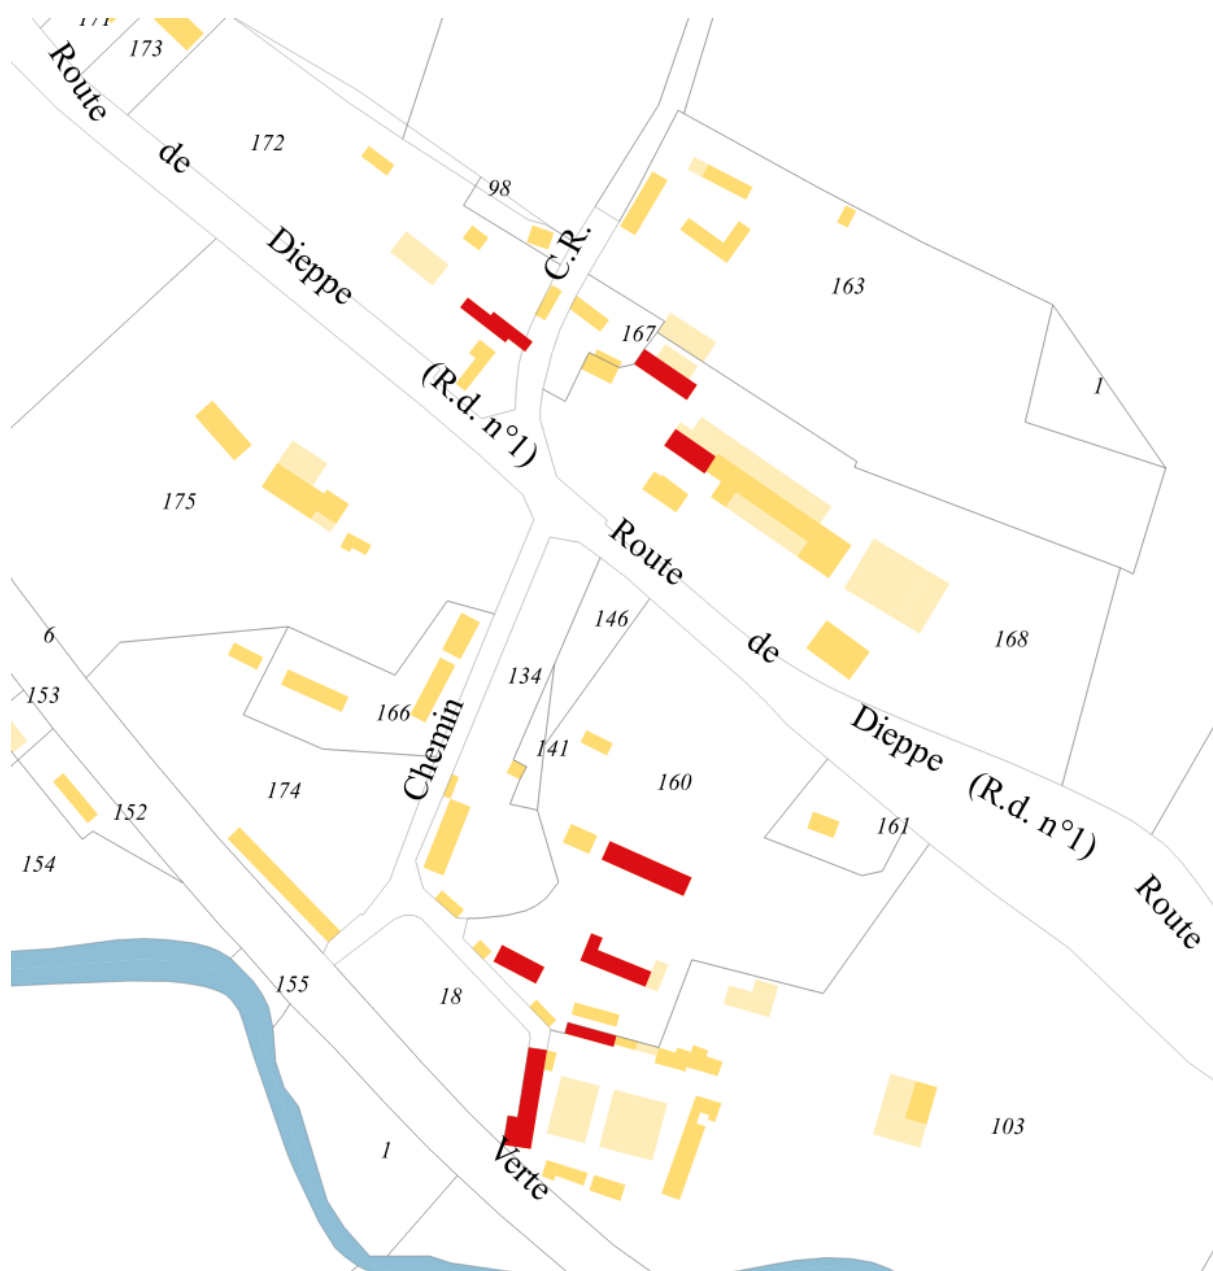 171
173
Route
de
Dieppe
(R.d. n°1)
172
98
C.R.
163
167
1
175
Route
de
Dieppe
(R.d. n°1)
Route
146
168
6
134
153
166
Chemin
141
160
174
152
161
154
155
18
103
1
Verte